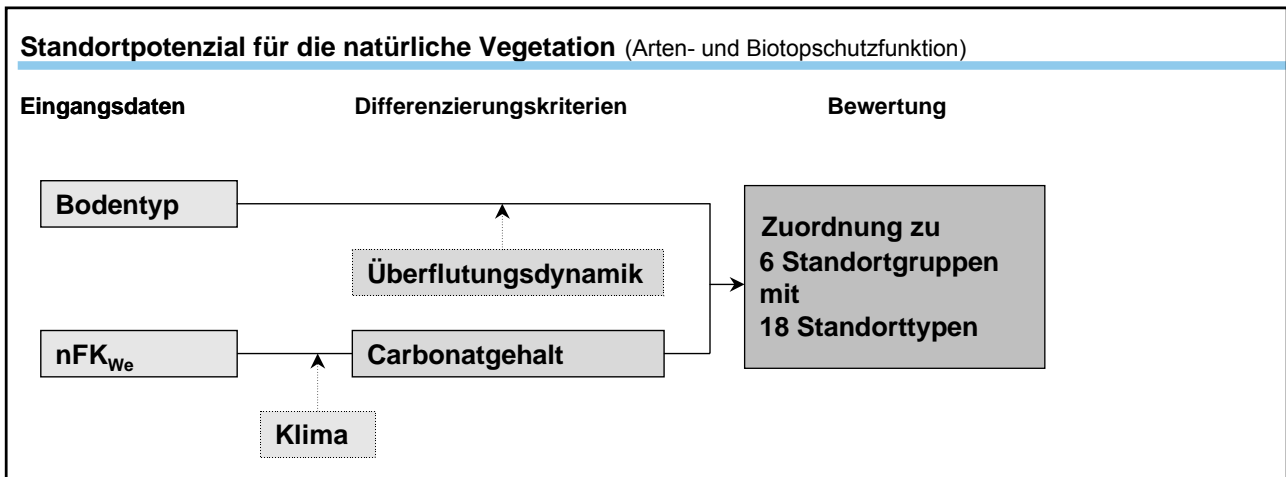 Standortpotenzial für die natürliche Vegetation (Arten- und Biotopschutzfunktion)
Eingangsdaten Differenzierungskriterien Bewertung
Bodentyp
Überflutungsdynamik
Zuordnung zu
6 Standortgruppen
mit
18 Standorttypen
nFKWe
Carbonatgehalt
Klima